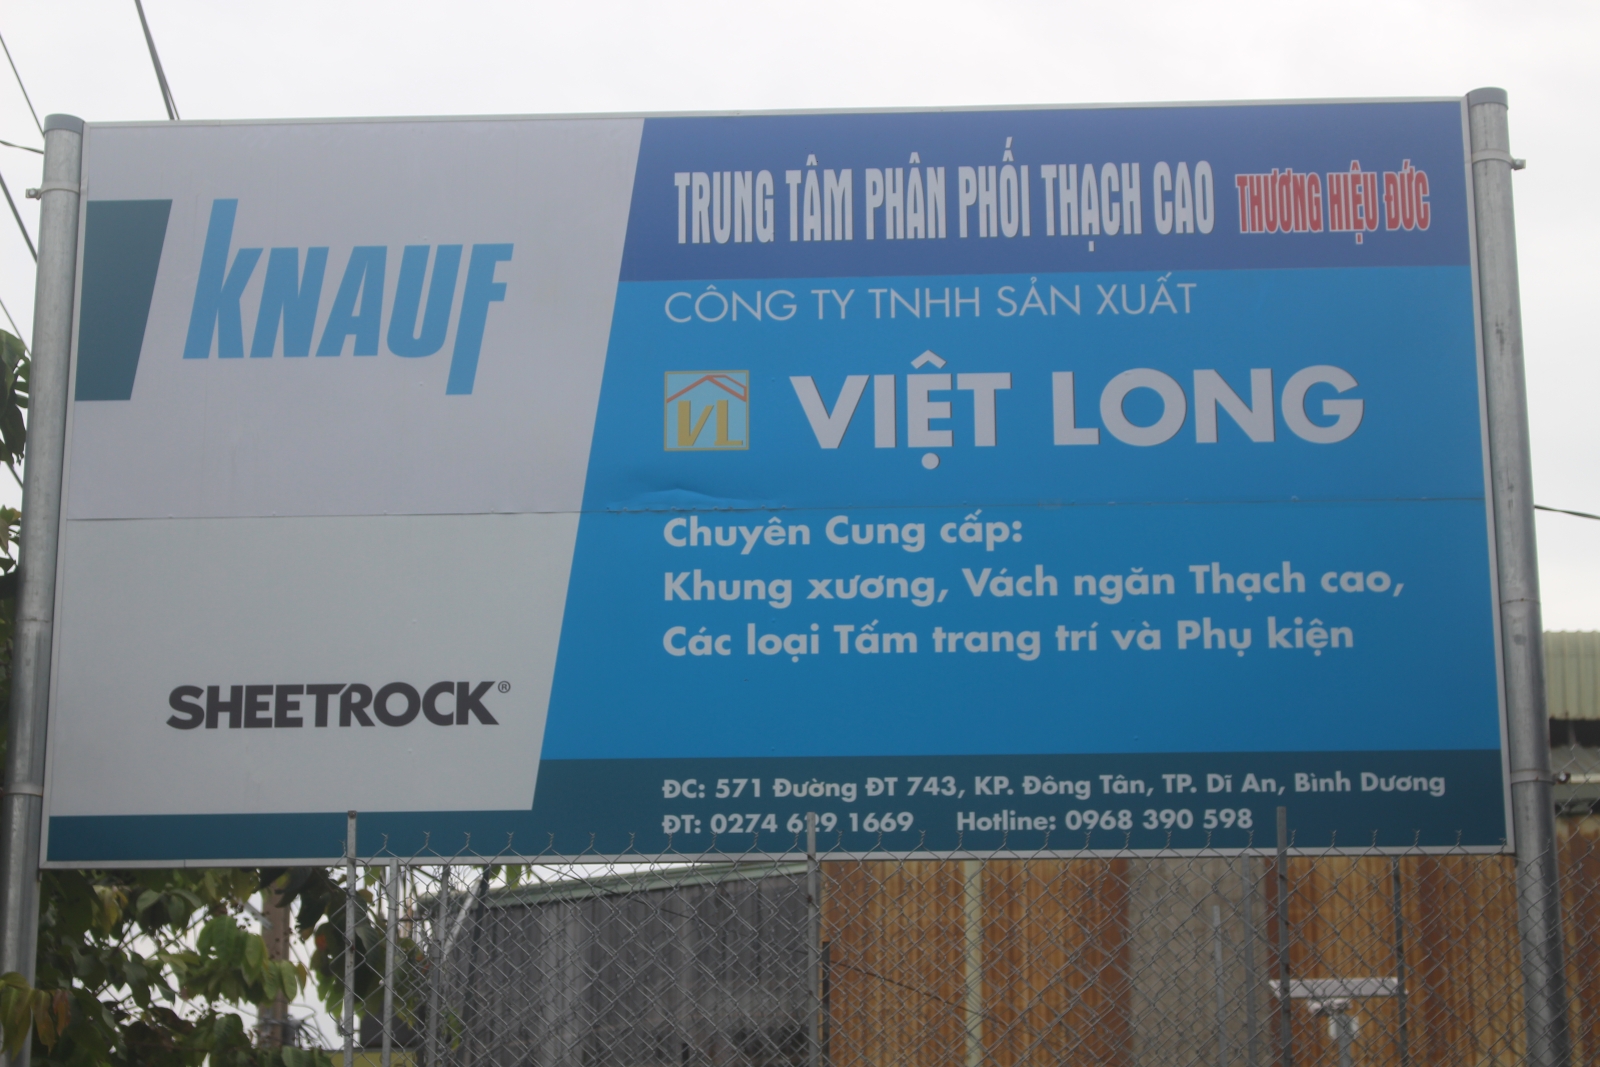 KNAUF
SHEETROCK®
TRUNG TÂM PHÂN PHỐI THẠCH CAO THƯƠNG HIỆU ĐỨC
CÔNG TY TNHH SẢN XUẤT
VL VIỆT LONG
Chuyên Cung cấp:
Khung xương, Vách ngăn Thạch cao,
Các loại Tấm trang trí và Phụ kiện
ĐC: 571 Đường ĐT 743, KP. Đông Tân, TP. Dĩ An, Bình Dương
ĐT: 0274 629 1669 Hotline: 0968 390 598